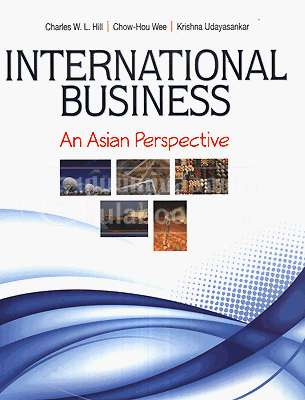 Charles W. L. Hill | Chow-Hou Wee | Krishna Udayasankar
INTERNATIONAL
BUSINESS
An Asian Perspective